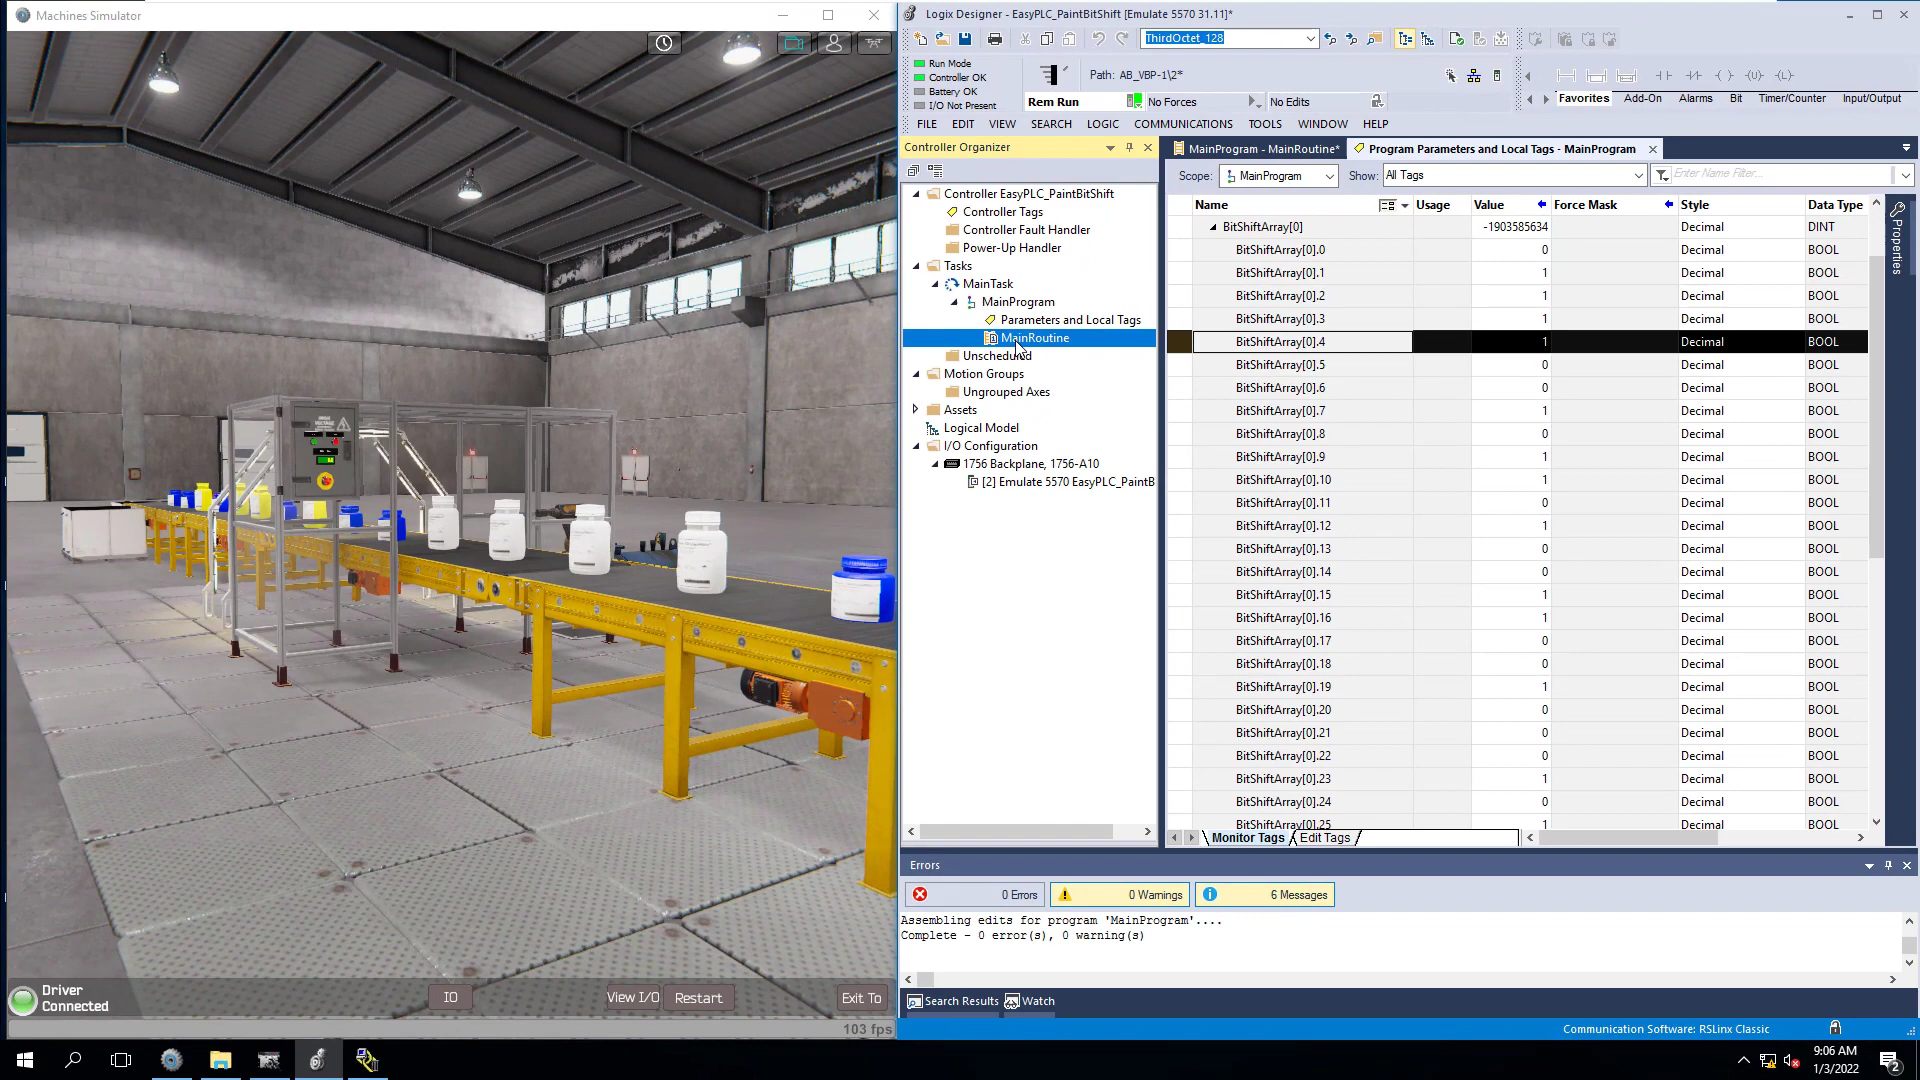 Machines Simulator
Driver
Connected
IO
View I/O
Restart
Exit To
103 fps
Logix Designer - EasyPLC_PaintBitShift [Emulate 5570 31.11]*
ThirdOctet_128
Run Mode
Controller OK
Battery OK
I/O Not Present
Path: AB_VBP-1\2*
Rem Run
No Forces
No Edits
Favorites Add-On Alarms Bit Timer/Counter Input/Output
FILE EDIT VIEW SEARCH LOGIC COMMUNICATIONS TOOLS WINDOW HELP
Controller Organizer
Controller EasyPLC_PaintBitShift
Controller Tags
Controller Fault Handler
Power-Up Handler
Tasks
MainTask
MainProgram
Parameters and Local Tags
MainRoutine
Unscheduled
Motion Groups
Ungrouped Axes
Assets
Logical Model
I/O Configuration
1756 Backplane, 1756-A10
[2] Emulate 5570 EasyPLC_PaintB
MainProgram - MainRoutine*
Program Parameters and Local Tags - MainProgram
Scope: MainProgram Show: All Tags Enter Name Filter...
Name Usage Value Force Mask Style Data Type
BitShiftArray[0] -1903585634 Decimal DINT
BitShiftArray[0].0 0 Decimal BOOL
BitShiftArray[0].1 1 Decimal BOOL
BitShiftArray[0].2 1 Decimal BOOL
BitShiftArray[0].3 1 Decimal BOOL
BitShiftArray[0].4 1 Decimal BOOL
BitShiftArray[0].5 0 Decimal BOOL
BitShiftArray[0].6 0 Decimal BOOL
BitShiftArray[0].7 1 Decimal BOOL
BitShiftArray[0].8 0 Decimal BOOL
BitShiftArray[0].9 1 Decimal BOOL
BitShiftArray[0].10 1 Decimal BOOL
BitShiftArray[0].11 0 Decimal BOOL
BitShiftArray[0].12 1 Decimal BOOL
BitShiftArray[0].13 0 Decimal BOOL
BitShiftArray[0].14 0 Decimal BOOL
BitShiftArray[0].15 1 Decimal BOOL
BitShiftArray[0].16 1 Decimal BOOL
BitShiftArray[0].17 0 Decimal BOOL
BitShiftArray[0].18 0 Decimal BOOL
BitShiftArray[0].19 1 Decimal BOOL
BitShiftArray[0].20 0 Decimal BOOL
BitShiftArray[0].21 0 Decimal BOOL
BitShiftArray[0].22 0 Decimal BOOL
BitShiftArray[0].23 1 Decimal BOOL
BitShiftArray[0].24 0 Decimal BOOL
BitShiftArray[0].25 1 Decimal BOOL
Monitor Tags Edit Tags
Properties
Errors
0 Errors
0 Warnings
6 Messages
Assembling edits for program 'MainProgram'....
Complete - 0 error(s), 0 warning(s)
Search Results
Watch
Communication Software: RSLinx Classic
9:06 AM
1/3/2022
2